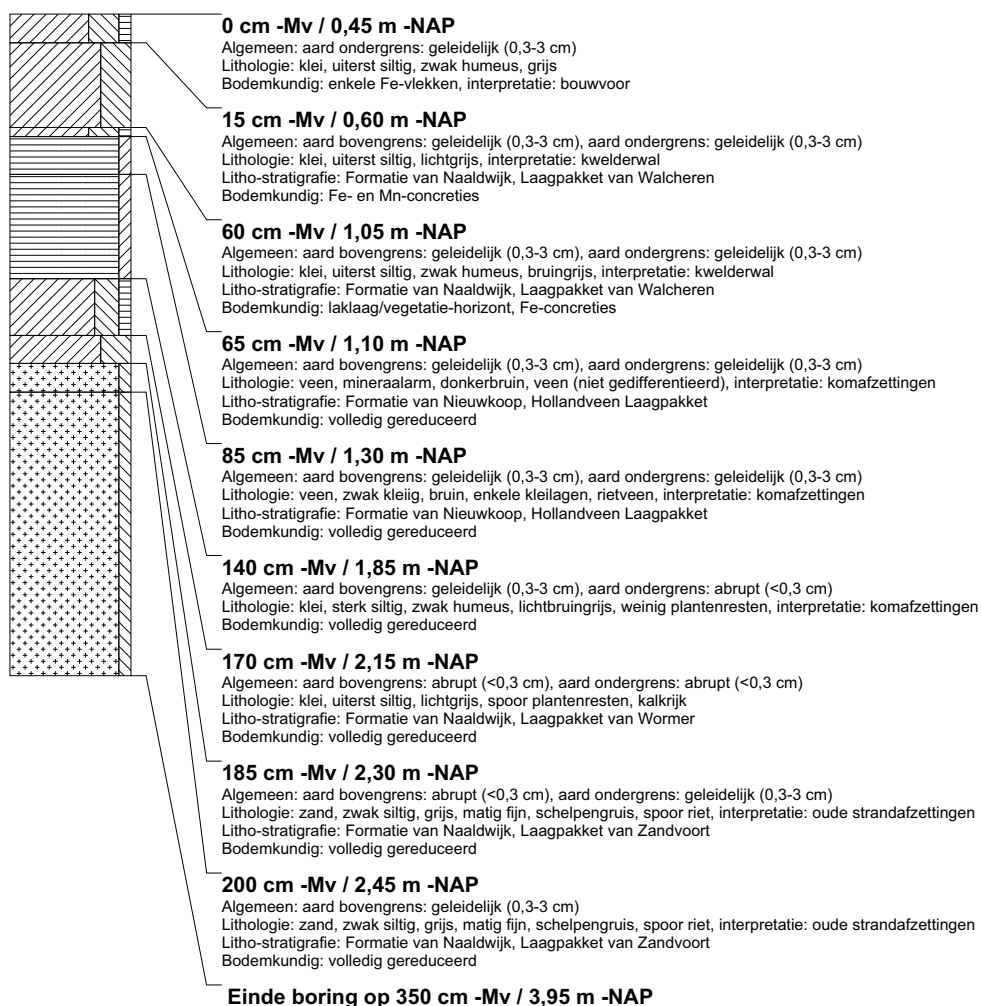 0 cm -Mv / 0,45 m -NAP
Algemeen: aard ondergrens: geleidelijk (0,3-3 cm)
Lithologie: klei, uiterst siltig, zwak humeus, grijs
Bodemkundig: enkele Fe-vlekken, interpretatie: bouwvoor
15 cm -Mv / 0,60 m -NAP
Algemeen: aard bovengrens: geleidelijk (0,3-3 cm), aard ondergrens: geleidelijk (0,3-3 cm)
Lithologie: klei, uiterst siltig, lichtgrijs, interpretatie: kwelderwal
Litho-stratigrafie: Formatie van Naaldwijk, Laagpakket van Walcheren
Bodemkundig: Fe- en Mn-concreties
60 cm -Mv / 1,05 m -NAP
Algemeen: aard bovengrens: geleidelijk (0,3-3 cm), aard ondergrens: geleidelijk (0,3-3 cm)
Lithologie: klei, uiterst siltig, zwak humeus, bruingrijs, interpretatie: kwelderwal
Litho-stratigrafie: Formatie van Naaldwijk, Laagpakket van Walcheren
Bodemkundig: laklaag/vegetatie-horizont, Fe-concreties
65 cm -Mv / 1,10 m -NAP
Algemeen: aard bovengrens: geleidelijk (0,3-3 cm), aard ondergrens: geleidelijk (0,3-3 cm)
Lithologie: veen, mineraalarm, donkerbruin, veen (niet gedifferentieerd), interpretatie: komafzettingen
Litho-stratigrafie: Formatie van Nieuwkoop, Hollandveen Laagpakket
Bodemkundig: volledig gereduceerd
85 cm -Mv / 1,30 m -NAP
Algemeen: aard bovengrens: geleidelijk (0,3-3 cm), aard ondergrens: geleidelijk (0,3-3 cm)
Lithologie: veen, zwak kleiig, bruin, enkele kleilagen, rietveen, interpretatie: komafzettingen
Litho-stratigrafie: Formatie van Nieuwkoop, Hollandveen Laagpakket
Bodemkundig: volledig gereduceerd
140 cm -Mv / 1,85 m -NAP
Algemeen: aard bovengrens: geleidelijk (0,3-3 cm), aard ondergrens: abrupt (<0,3 cm)
Lithologie: klei, sterk siltig, zwak humeus, lichtbruingrijs, weinig plantenresten, interpretatie: komafzettingen
Bodemkundig: volledig gereduceerd
170 cm -Mv / 2,15 m -NAP
Algemeen: aard bovengrens: abrupt (<0,3 cm), aard ondergrens: abrupt (<0,3 cm)
Lithologie: klei, uiterst siltig, lichtgrijs, spoor plantenresten, kalkrijk
Litho-stratigrafie: Formatie van Naaldwijk, Laagpakket van Wormer
Bodemkundig: volledig gereduceerd
185 cm -Mv / 2,30 m -NAP
Algemeen: aard bovengrens: abrupt (<0,3 cm), aard ondergrens: geleidelijk (0,3-3 cm)
Lithologie: zand, zwak siltig, grijs, matig fijn, schelpengruis, spoor riet, interpretatie: oude strandafzettingen
Litho-stratigrafie: Formatie van Naaldwijk, Laagpakket van Zandvoort
Bodemkundig: volledig gereduceerd
200 cm -Mv / 2,45 m -NAP
Algemeen: aard bovengrens: geleidelijk (0,3-3 cm)
Lithologie: zand, zwak siltig, grijs, matig fijn, schelpengruis, spoor riet, interpretatie: oude strandafzettingen
Litho-stratigrafie: Formatie van Naaldwijk, Laagpakket van Zandvoort
Bodemkundig: volledig gereduceerd
Einde boring op 350 cm -Mv / 3,95 m -NAP